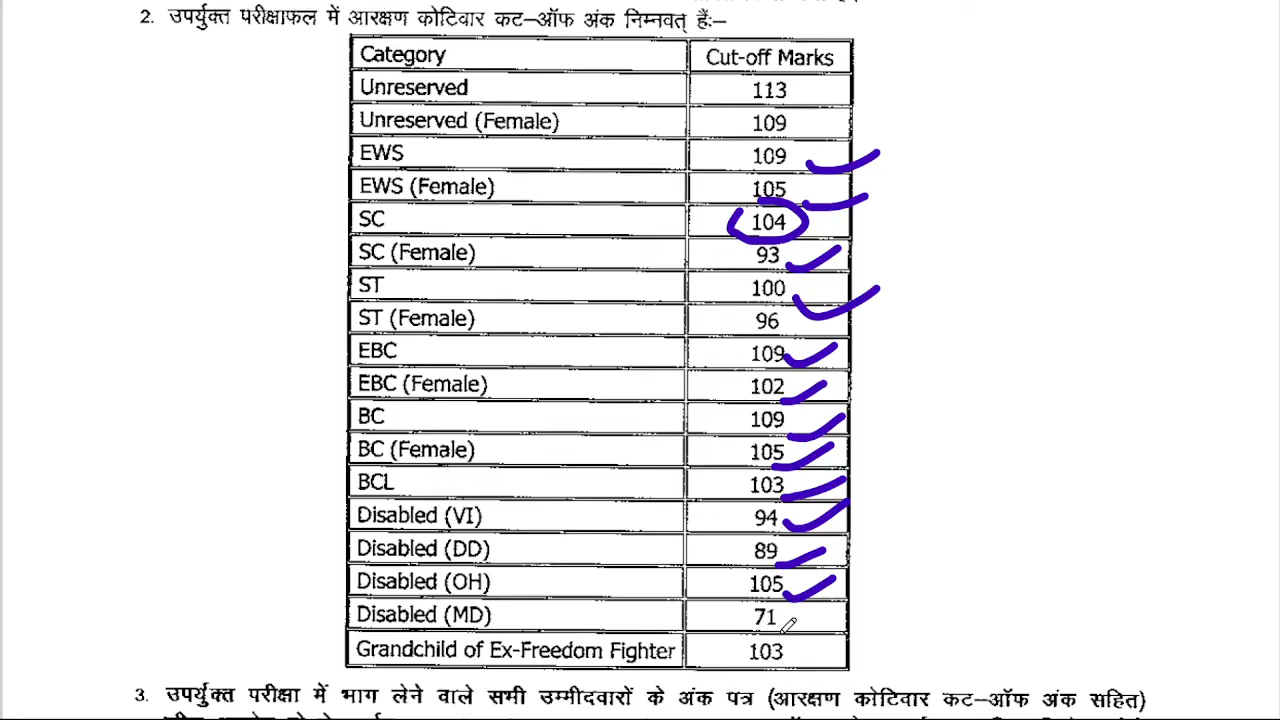 2. उपर्युक्त परीक्षाफल में आरक्षण कोटिवार कट–ऑफ अंक निम्नवत् हैंः–
Category Cut-off Marks
Unreserved 113
Unreserved (Female) 109
EWS 109
EWS (Female) 105
SC 104
SC (Female) 93
ST 100
ST (Female) 96
EBC 109
EBC (Female) 102
BC 109
BC (Female) 105
BCL 103
Disabled (VI) 94
Disabled (DD) 89
Disabled (OH) 105
Disabled (MD) 71
Grandchild of Ex-Freedom Fighter 103
3. उपर्युक्त परीक्षा में भाग लेने वाले सभी उम्मीदवारों के अंक पत्र (आरक्षण कोटिवार कट–ऑफ अंक सहित)